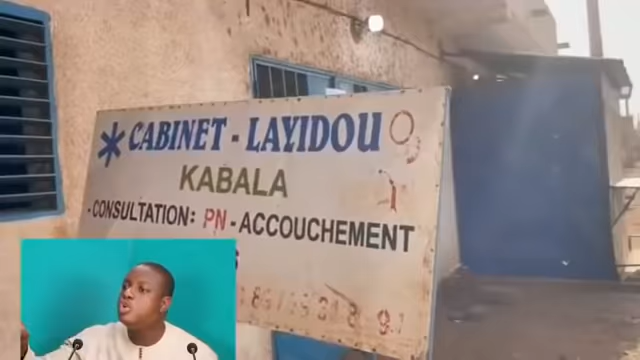 CABINET - LAYIDOU
KABALA
- CONSULTATION: PN - ACCOUCHEMENT